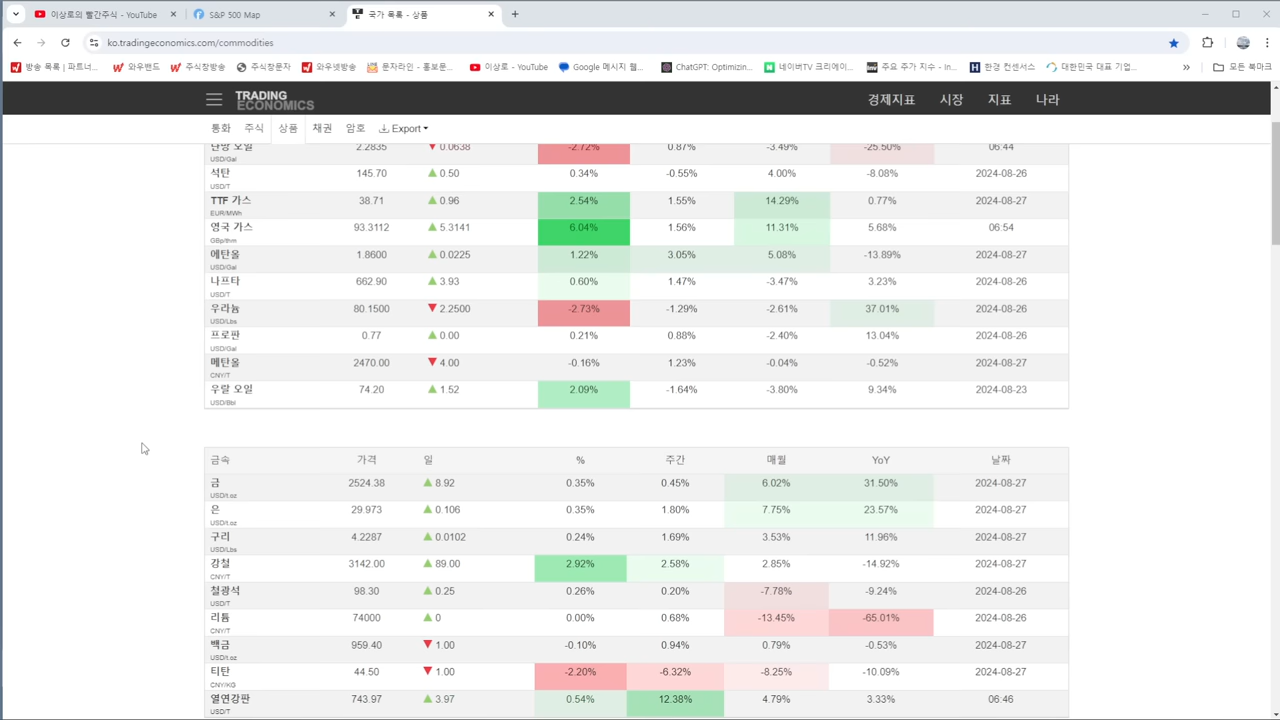 이상로의 빨간주식 - YouTube
S&P 500 Map
국가 목록 - 상품
ko.tradingeconomics.com/commodities
방송 목록 | 파트너...
와우밴드
주식창방송
주식창문자
와우넷방송
문자라인 - 홍보...
이상로 - YouTube
Google 메시지 웹...
ChatGPT: Optimizin...
네이버TV 크리에이...
주요 주가 지수 - In...
한경 컨센서스
대한민국 대표 기업...
모든 북마크
TRADING
ECONOMICS
경제지표 시장 지표 나라
통화 주식 상품 채권 암호 Export
난방 오일 2.2835 0.0638 -2.72% 0.87% -3.49% -25.50% 06:44
USD/Gal
석탄 145.70 0.50 0.34% -0.55% 4.00% -8.08% 2024-08-26
USD/T
TTF 가스 38.71 0.96 2.54% 1.55% 14.29% 0.77% 2024-08-27
EUR/MWh
영국 가스 93.3112 5.3141 6.04% 1.56% 11.31% 5.68% 06:54
GBp/thm
에탄올 1.8600 0.0225 1.22% 3.05% 5.08% -13.89% 2024-08-27
USD/Gal
나프타 662.90 3.93 0.60% 1.47% -3.47% 3.23% 2024-08-26
USD/T
우라늄 80.1500 2.2500 -2.73% -1.29% -2.61% 37.01% 2024-08-26
USD/Lbs
프로판 0.77 0.00 0.21% 0.88% -2.40% 13.04% 2024-08-26
USD/Gal
메탄올 2470.00 4.00 -0.16% 1.23% -0.04% -0.52% 2024-08-27
CNY/T
우랄 오일 74.20 1.52 2.09% -1.64% -3.80% 9.34% 2024-08-23
USD/Bbl
금속 가격 일 % 주간 매월 YoY 날짜
금 2524.38 8.92 0.35% 0.45% 6.02% 31.50% 2024-08-27
USD/t.oz
은 29.973 0.106 0.35% 1.80% 7.75% 23.57% 2024-08-27
USD/t.oz
구리 4.2287 0.0102 0.24% 1.69% 3.53% 11.96% 2024-08-27
USD/Lbs
강철 3142.00 89.00 2.92% 2.58% 2.85% -14.92% 2024-08-27
CNY/T
철광석 98.30 0.25 0.26% 0.20% -7.78% -9.24% 2024-08-26
USD/T
리튬 74000 0 0.00% 0.68% -13.45% -65.01% 2024-08-26
CNY/T
백금 959.40 1.00 -0.10% 0.94% 0.79% -0.53% 2024-08-27
USD/t.oz
티탄 44.50 1.00 -2.20% -6.32% -8.25% -10.09% 2024-08-27
CNY/KG
열연강판 743.97 3.97 0.54% 12.38% 4.79% 3.33% 06:46
USD/T